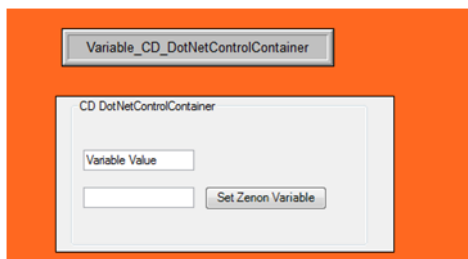 Variable_CD_DotNetControlContainer
CD DotNetControlContainer
Variable Value
Set Zenon Variable